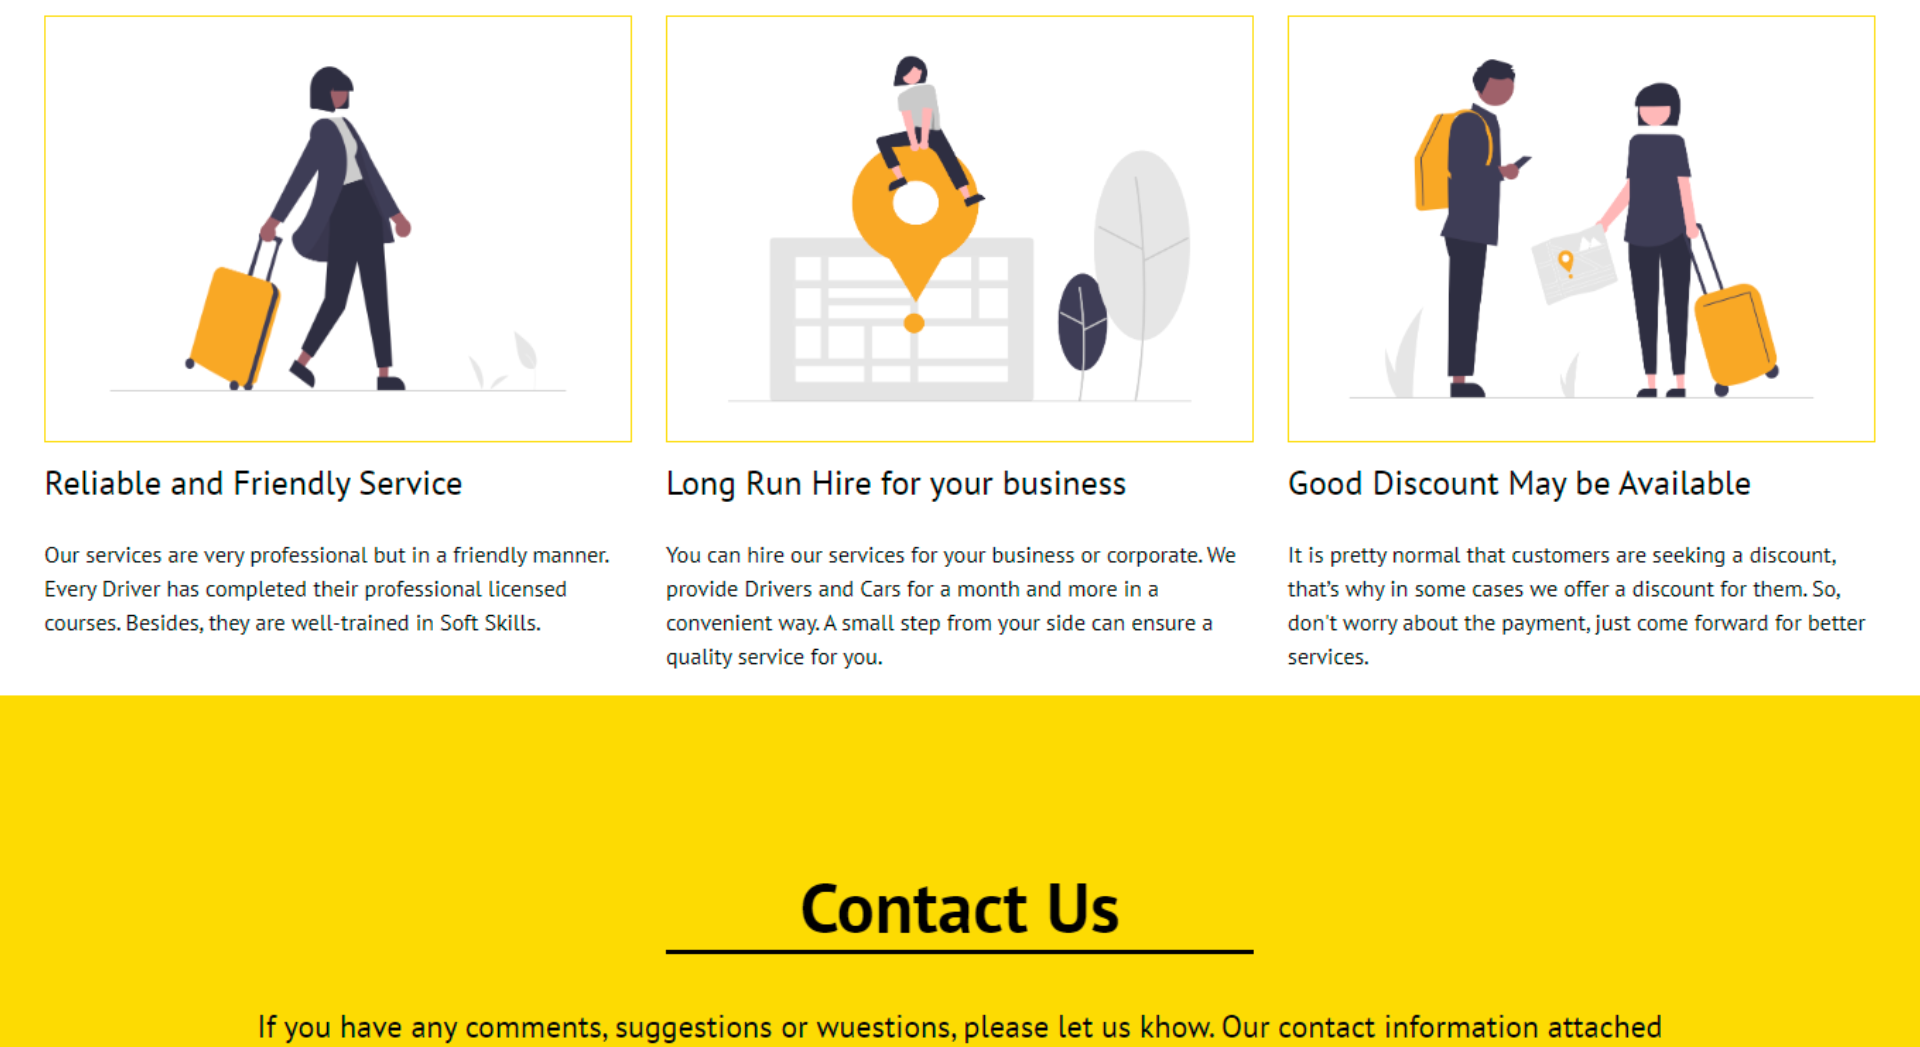 Reliable and Friendly Service
Our services are very professional but in a friendly manner.
Every Driver has completed their professional licensed
courses. Besides, they are well-trained in Soft Skills.
Long Run Hire for your business
You can hire our services for your business or corporate. We
provide Drivers and Cars for a month and more in a
convenient way. A small step from your side can ensure a
quality service for you.
Good Discount May be Available
It is pretty normal that customers are seeking a discount,
that's why in some cases we offer a discount for them. So,
don't worry about the payment, just come forward for better
services.
Contact Us
If you have any comments, suggestions or wuestions, please let us khow. Our contact information attached